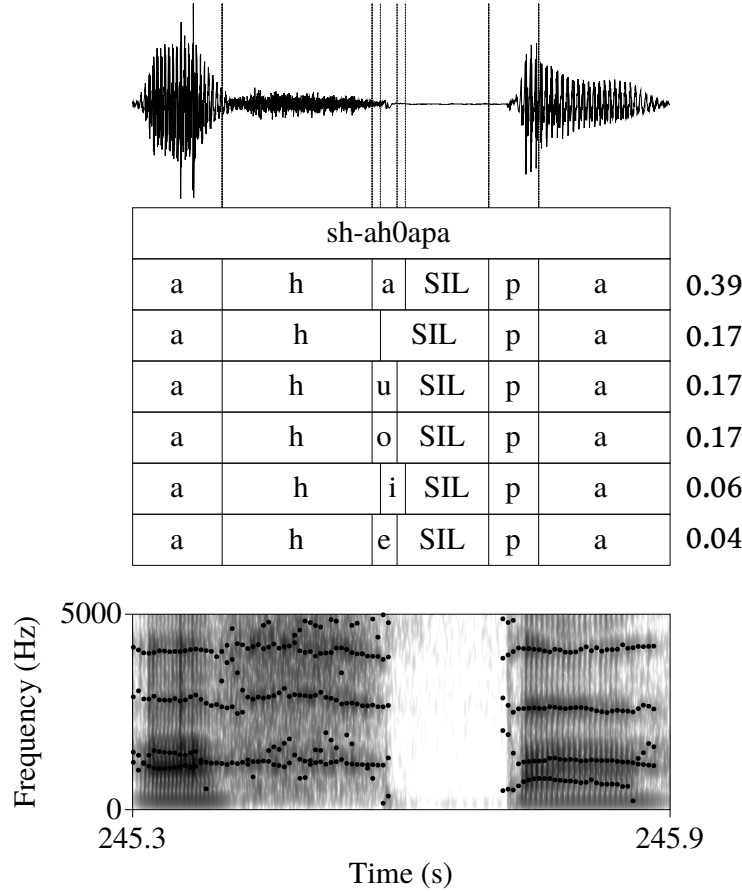 sh-ah0apa
a h a SIL p a 0.39
a h SIL p a 0.17
a h u SIL p a 0.17
a h o SIL p a 0.17
a h i SIL p a 0.06
a h e SIL p a 0.04
5000
Frequency (Hz)
0
245.3 245.9
Time (s)